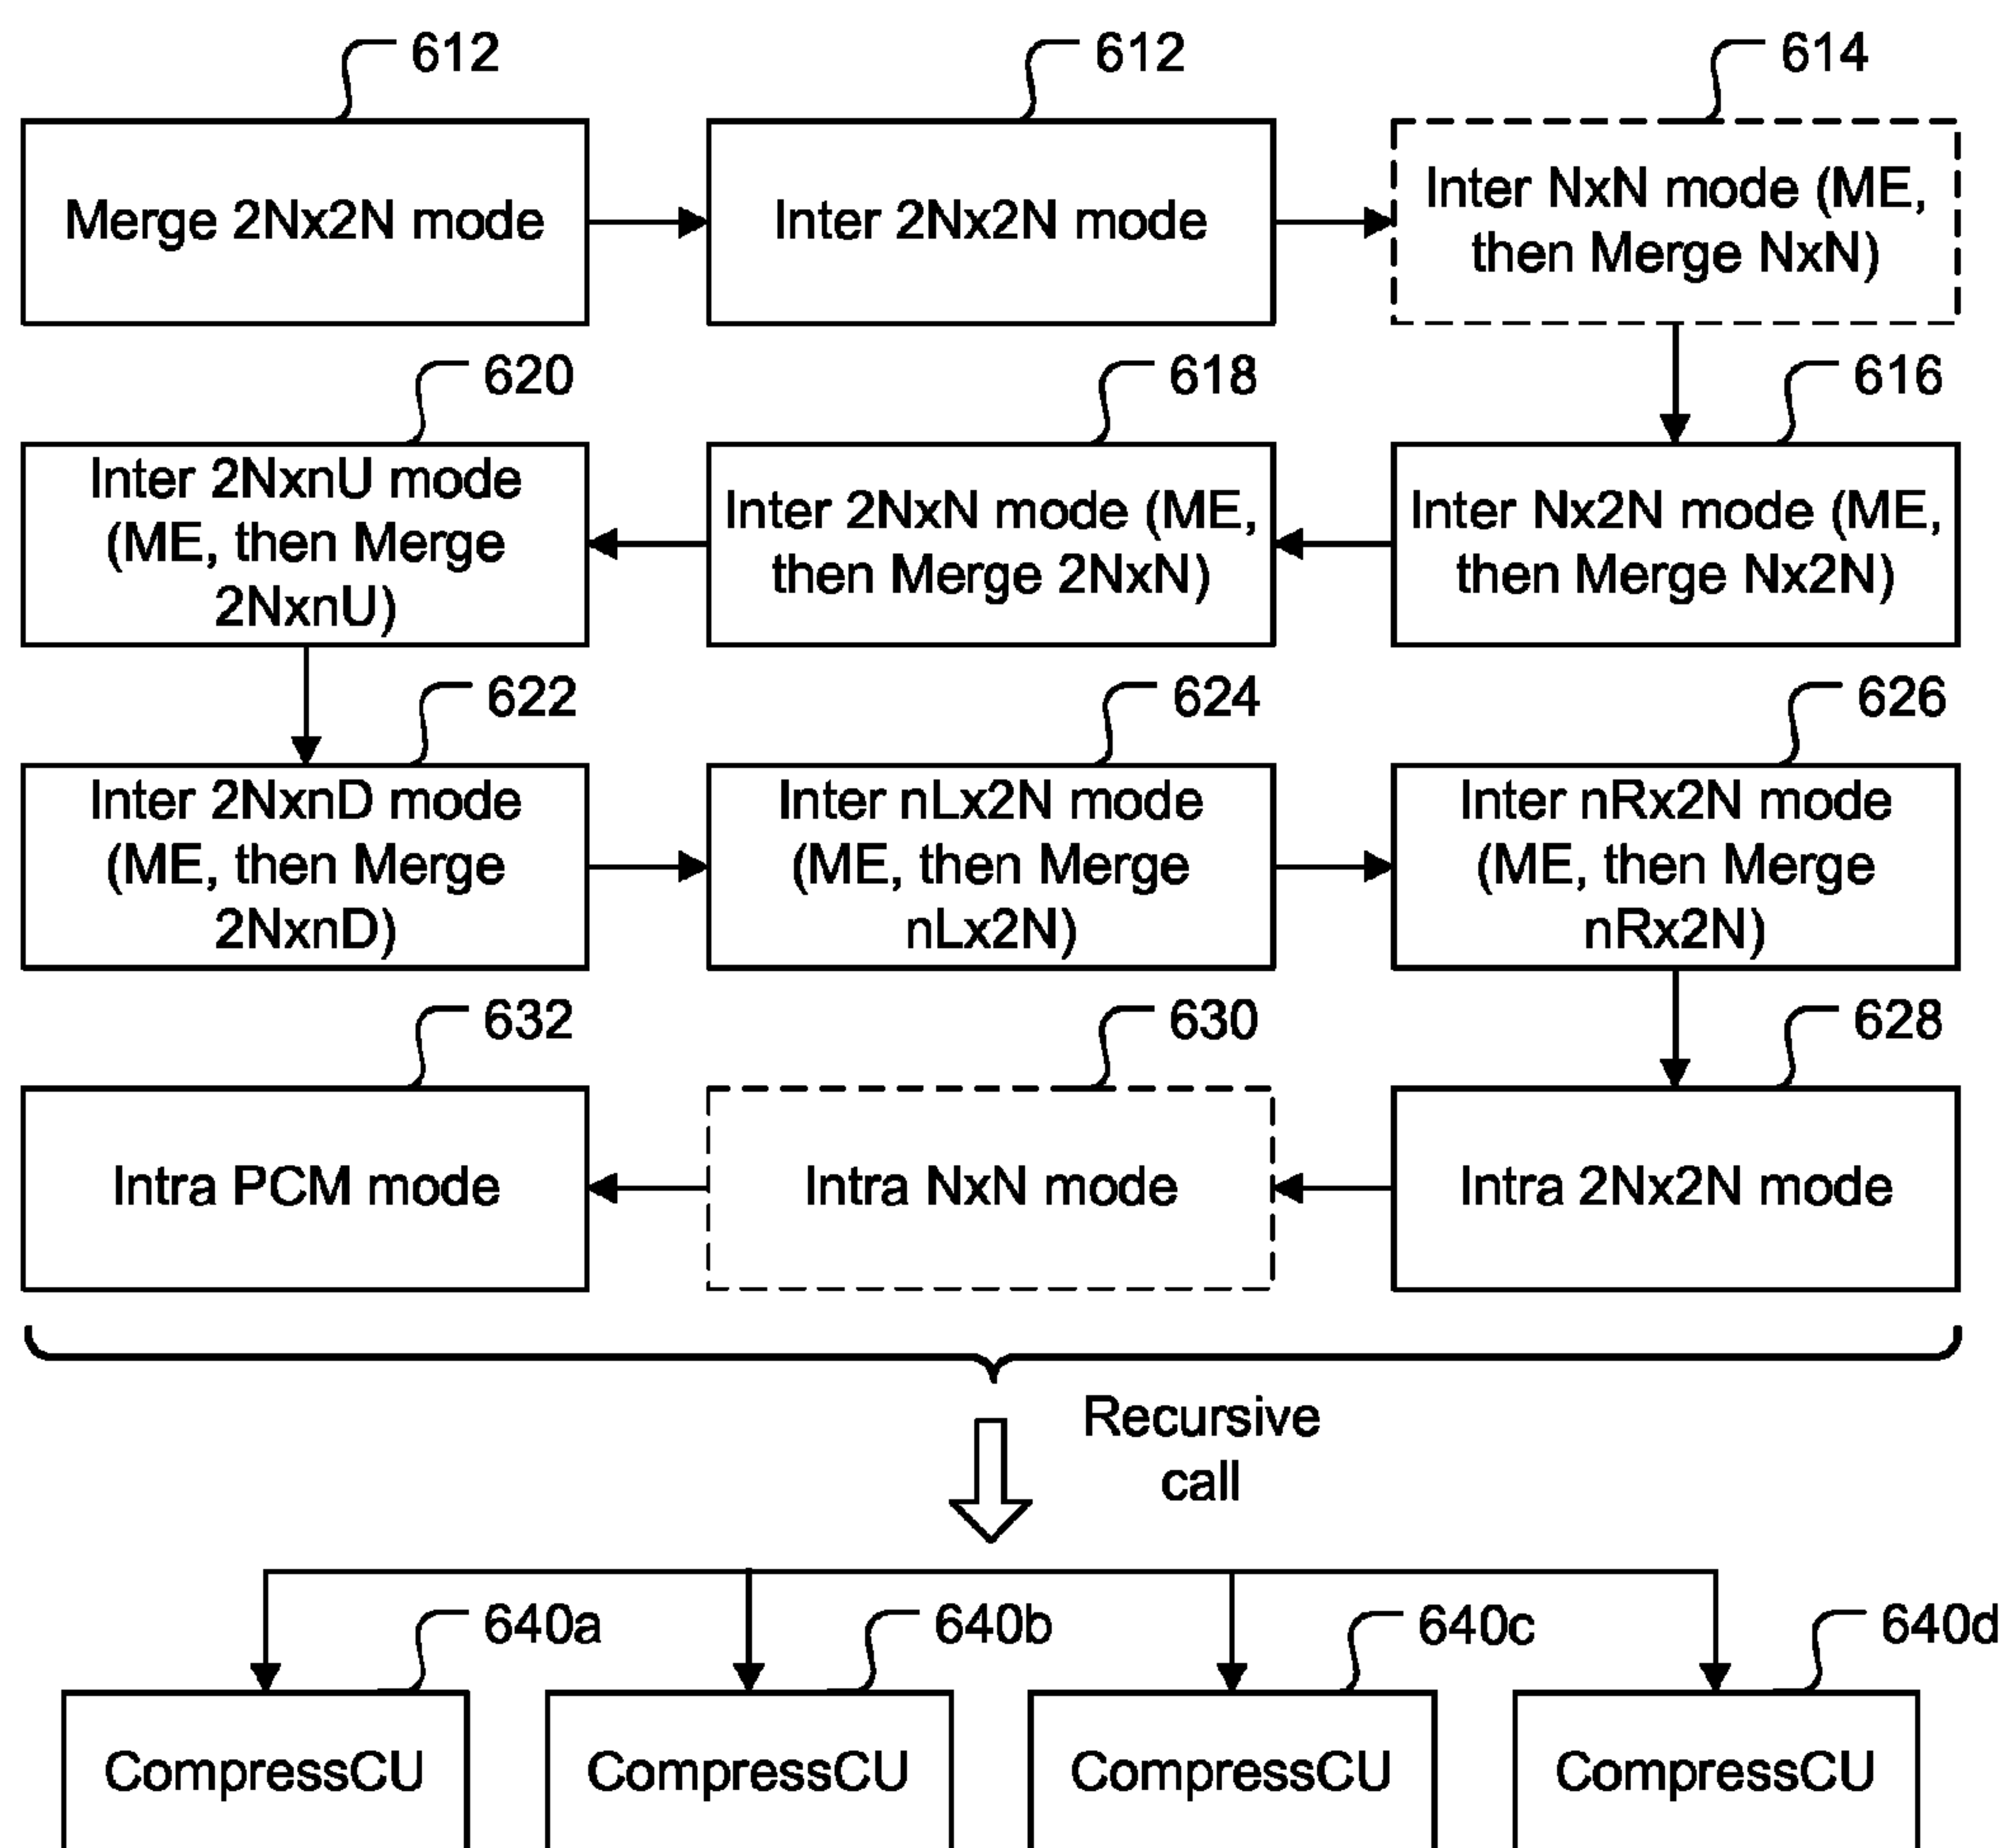 612
612
614
Merge 2Nx2N mode
Inter 2Nx2N mode
Inter NxN mode (ME,
then Merge NxN)
620
618
616
Inter 2NxnU mode
(ME, then Merge
2NxnU)
Inter 2NxN mode (ME,
then Merge 2NxN)
Inter Nx2N mode (ME,
then Merge Nx2N)
622
624
626
Inter 2NxnD mode
(ME, then Merge
2NxnD)
Inter nLx2N mode
(ME, then Merge
nLx2N)
Inter nRx2N mode
(ME, then Merge
nRx2N)
632
630
628
Intra PCM mode
Intra NxN mode
Intra 2Nx2N mode
Recursive
call
640a
640b
640c
640d
CompressCU
CompressCU
CompressCU
CompressCU